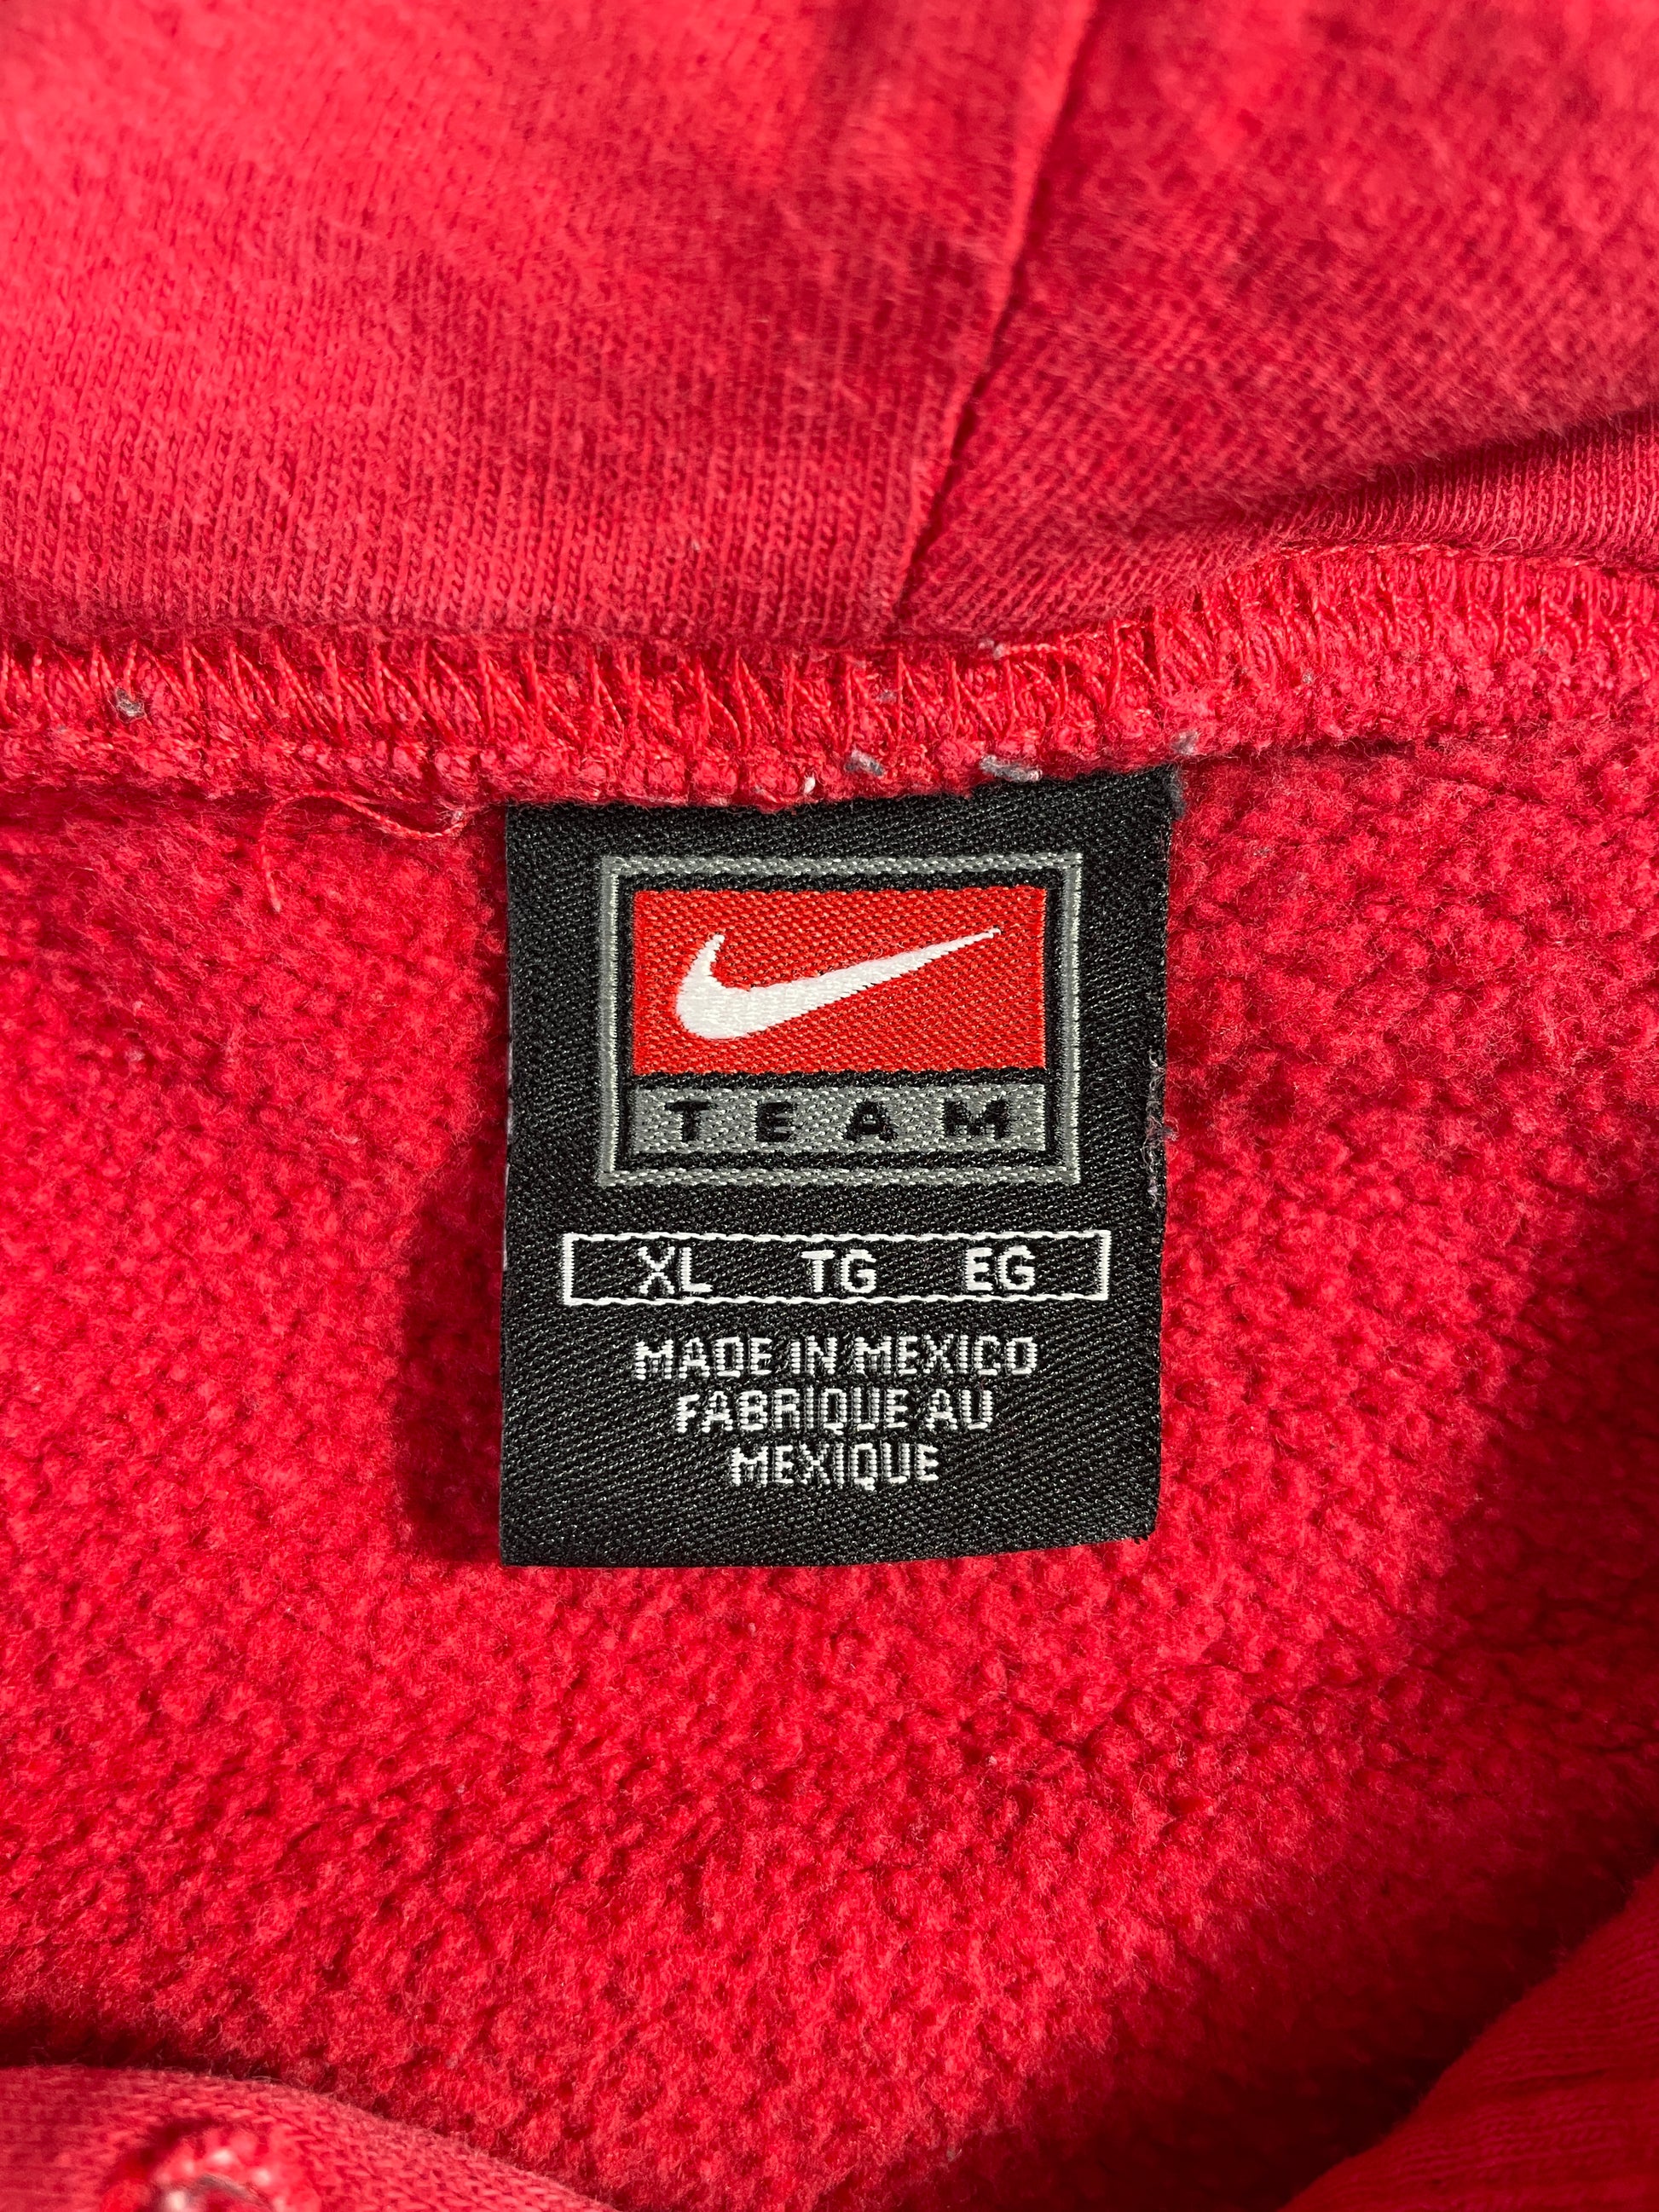 TEAM
XL TG EG
MADE IN MEXICO
FABRIQUE AU
MEXIQUE